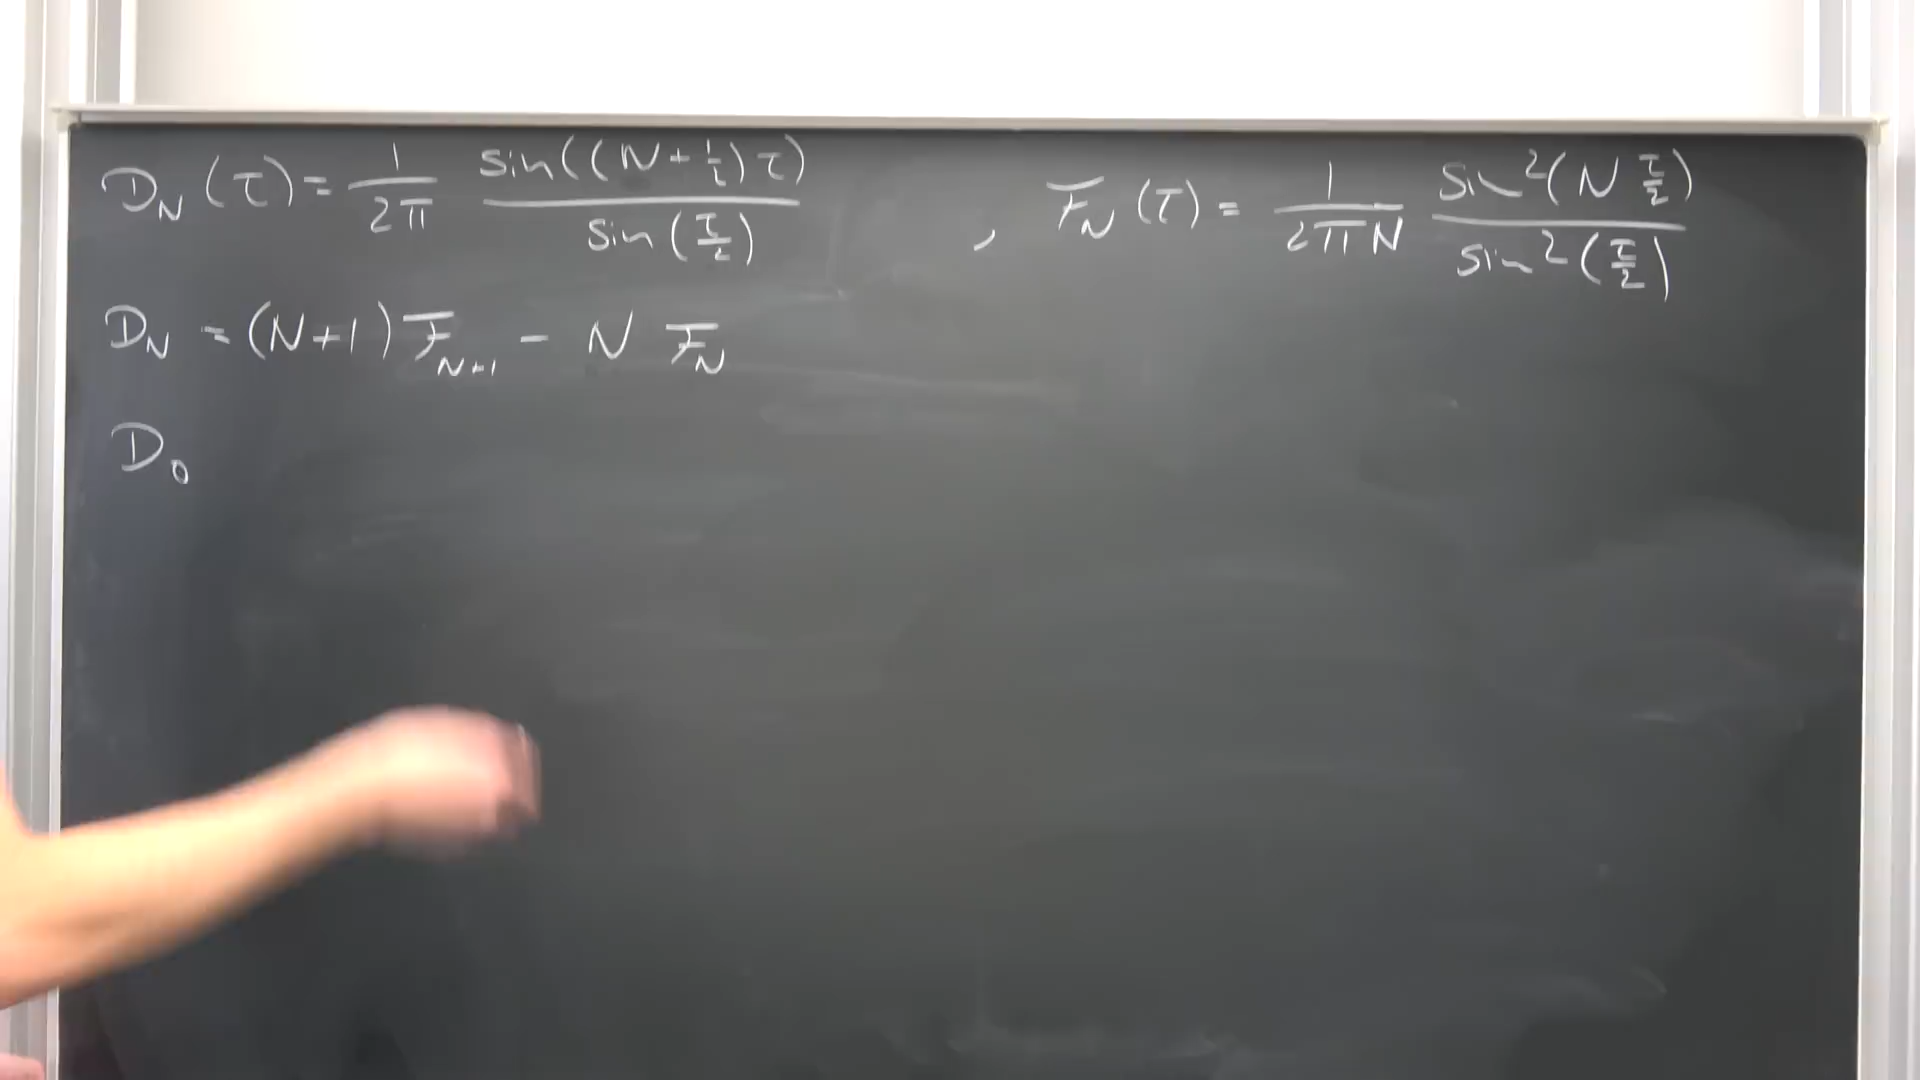 D_N (τ) = 1/2π sin((N + 1/2) τ) / sin(τ/2) , F_N (τ) = 1/2πN sin²(N τ/2) / sin²(τ/2)
D_N = (N+1) F_{N+1} - N F_N
D_0